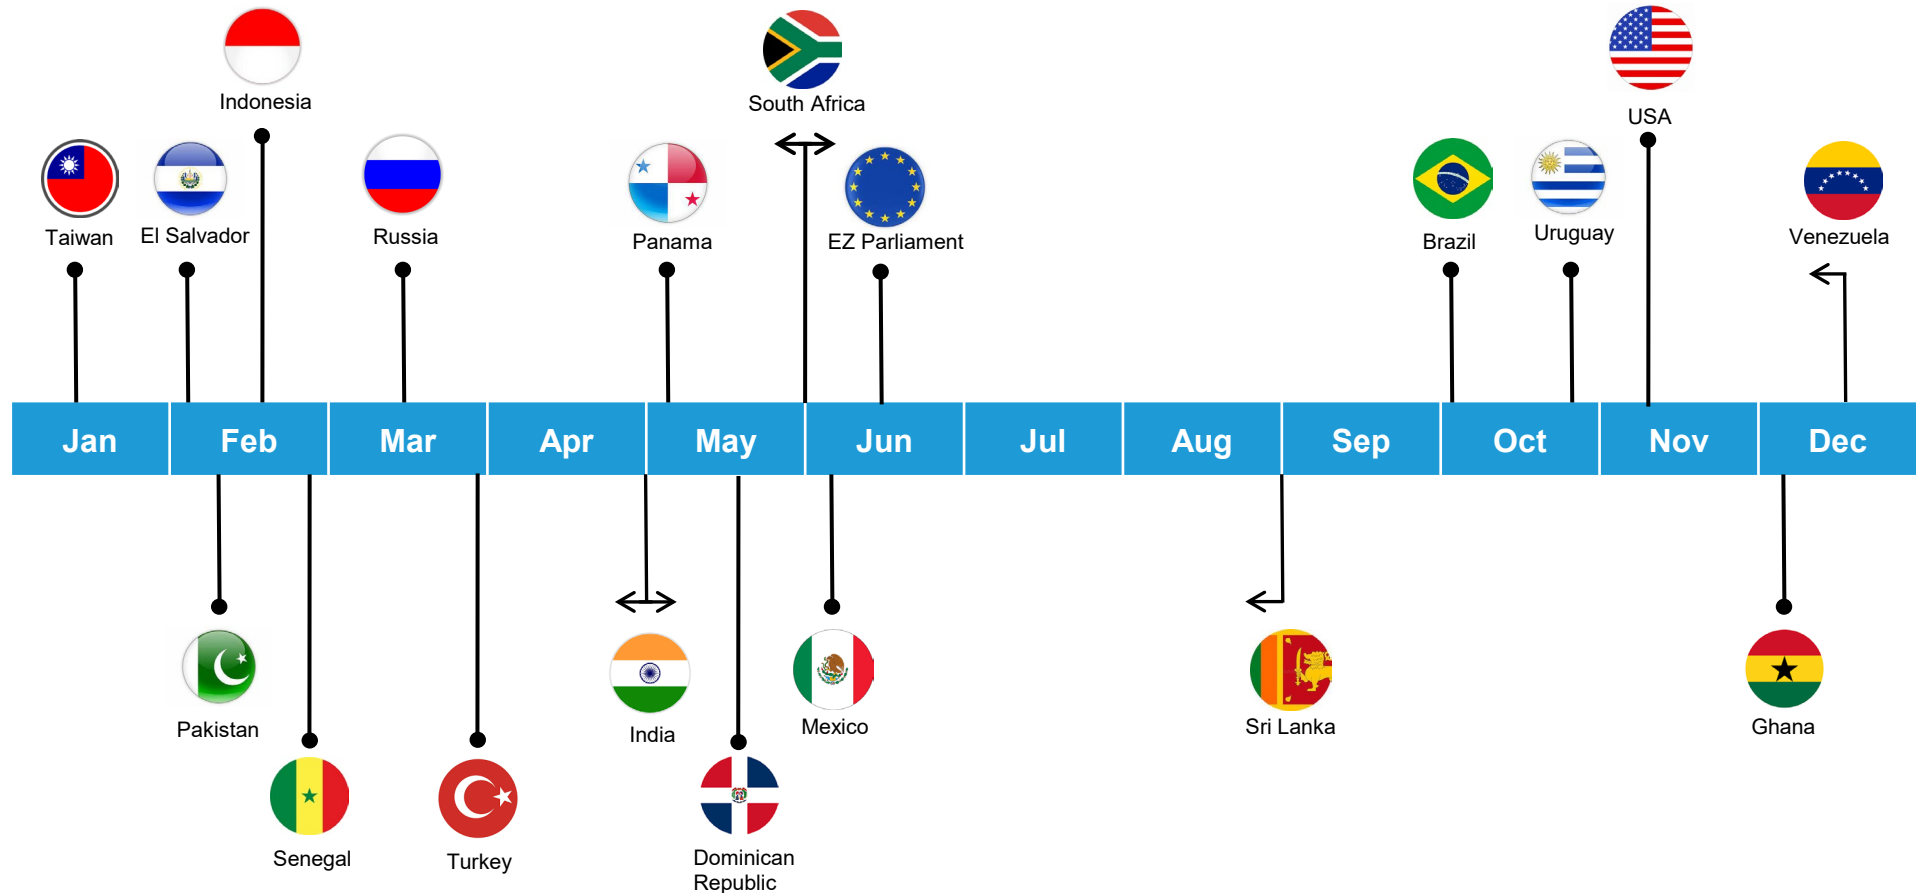 Indonesia
South Africa
USA
Taiwan
El Salvador
Russia
Panama
EZ Parliament
Brazil
Uruguay
Venezuela
Jan
Feb
Mar
Apr
May
Jun
Jul
Aug
Sep
Oct
Nov
Dec
Pakistan
India
Mexico
Sri Lanka
Ghana
Senegal
Turkey
Dominican
Republic